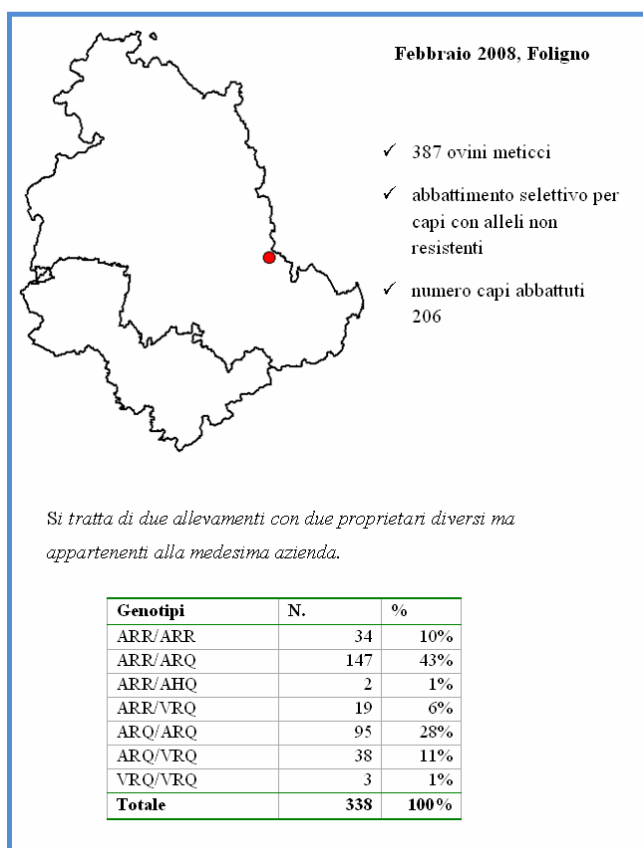 Febbraio 2008, Foligno
✓ 387 ovini meticci
✓ abbattimento selettivo per
capi con alleli non
resistenti
✓ numero capi abbattuti
206
Si tratta di due allevamenti con due proprietari diversi ma
appartenenti alla medesima azienda.
Genotipi N. %
ARR/ARR 34 10%
ARR/ARQ 147 43%
ARR/AHQ 2 1%
ARR/VRQ 19 6%
ARQ/ARQ 95 28%
ARQ/VRQ 38 11%
VRQ/VRQ 3 1%
Totale 338 100%